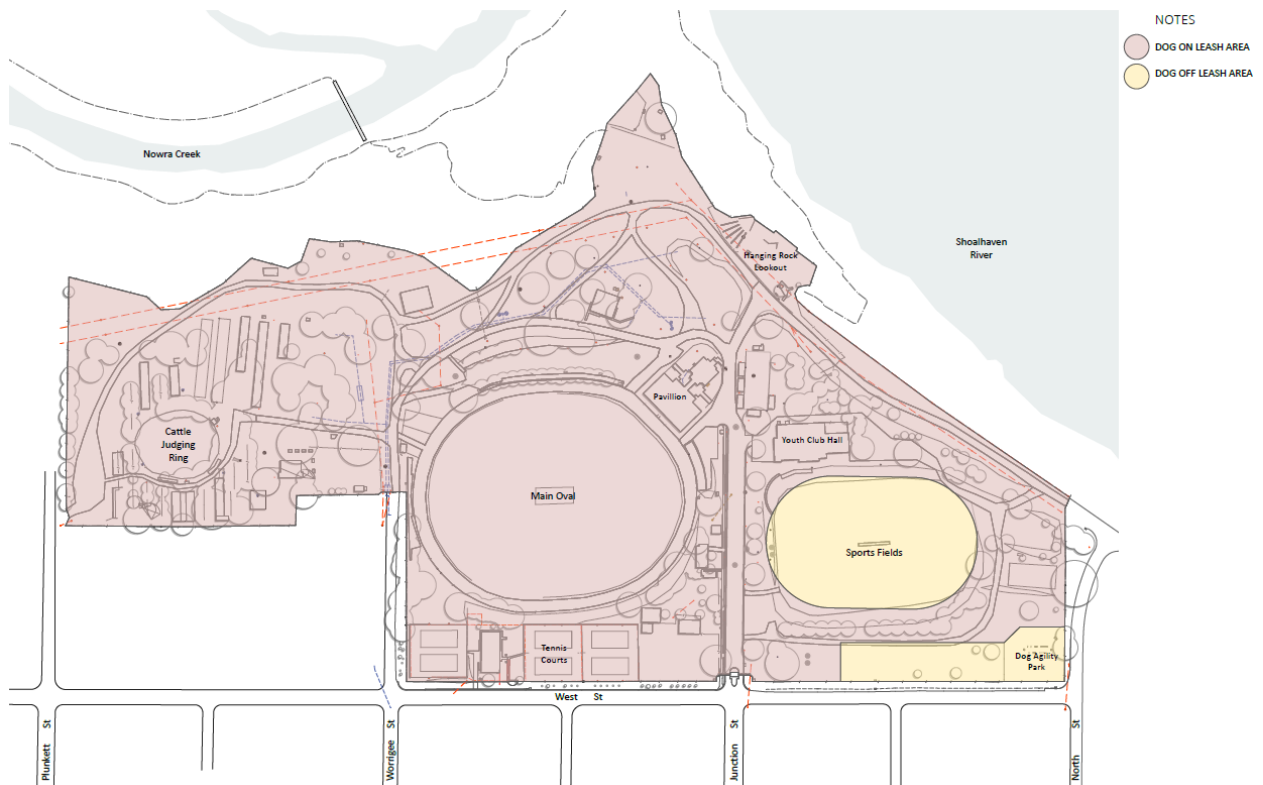 NOTES
DOG ON LEASH AREA
DOG OFF LEASH AREA
Nowra Creek
Shoalhaven
River
Hanging Rock
Lookout
Pavillion
Cattle
Judging
Ring
Youth Club Hall
Main Oval
Sports Fields
Tennis
Courts
Dog Agility
Park
West St
Plunkett St
Worrigee St
Junction St
North St